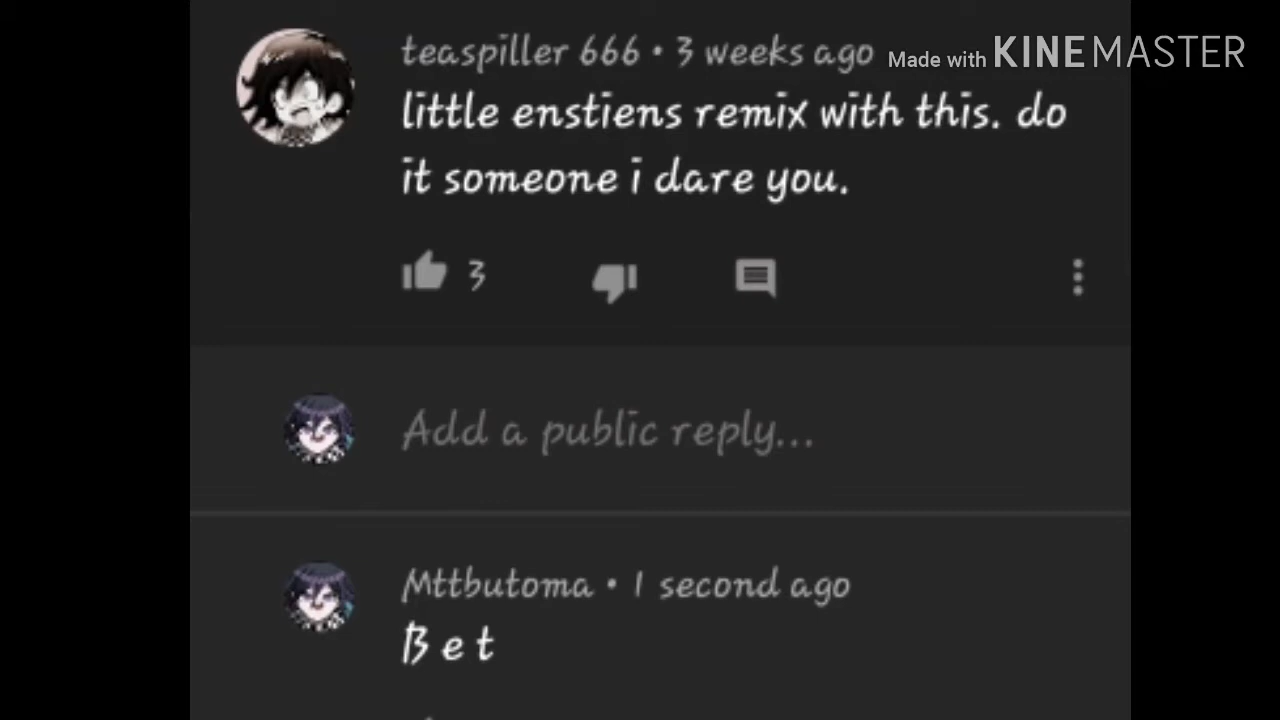 teaspiller 666 • 3 weeks ago
Made with KINEMASTER
little enstiens remix with this. do
it someone i dare you.
3
Add a public reply...
Mttbutoma • 1 second ago
B e t